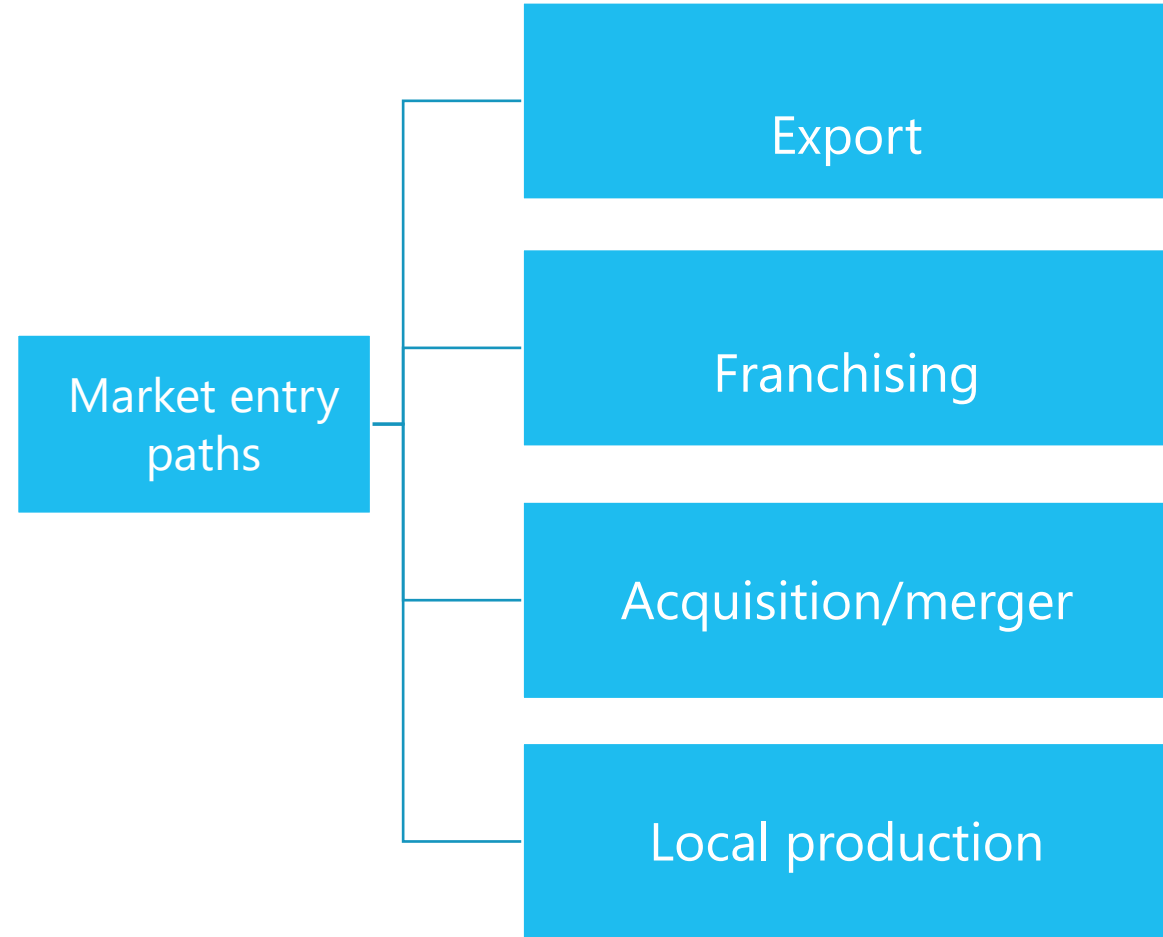 Export
Franchising
Market entry
paths
Acquisition/merger
Local production